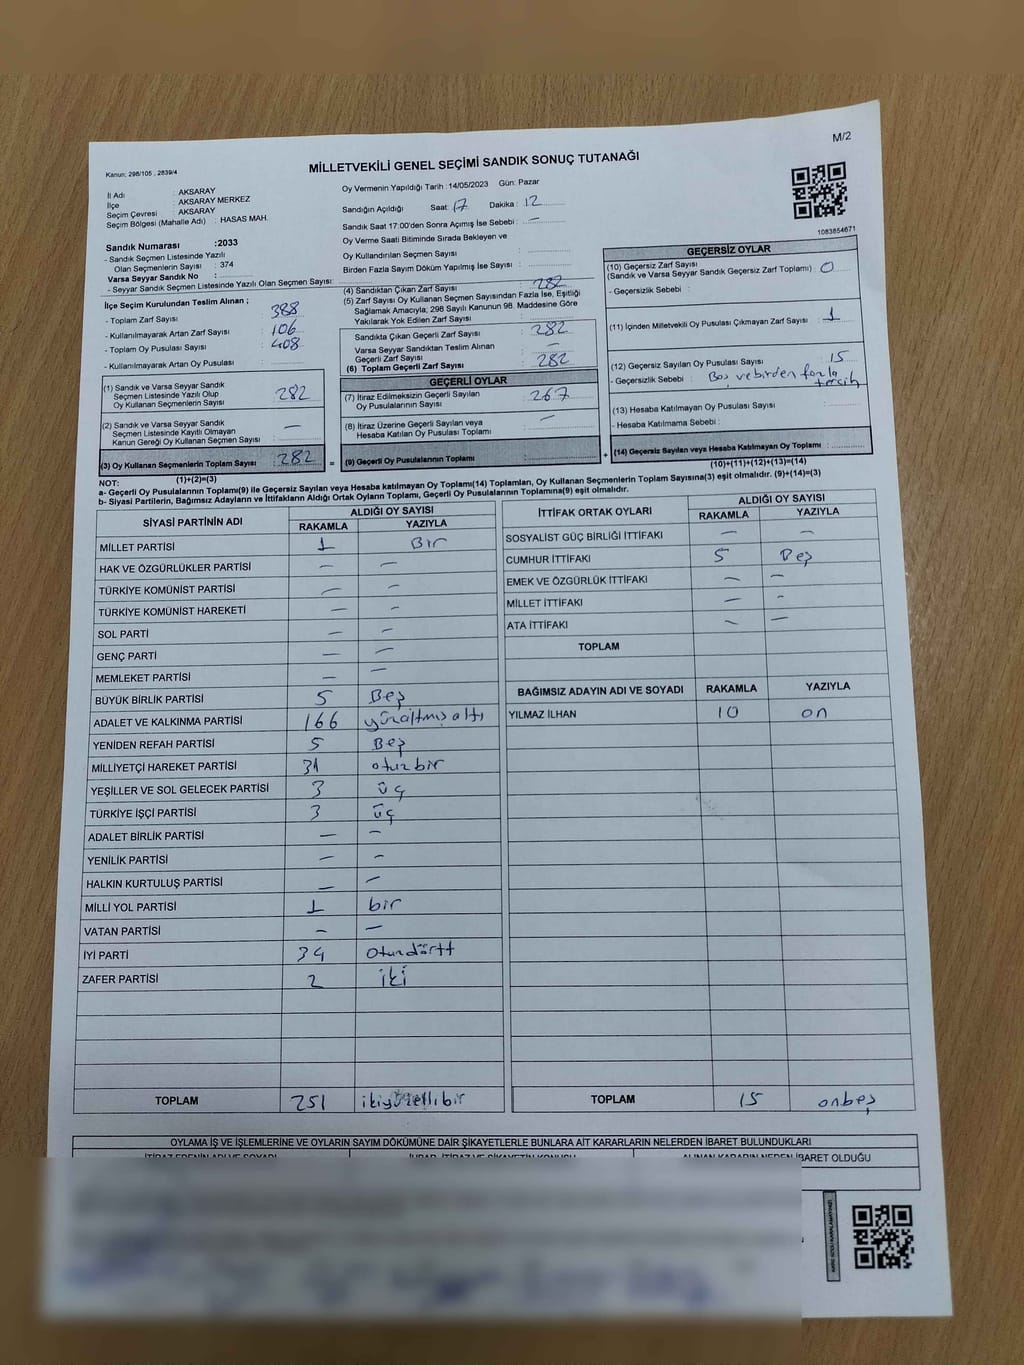 M/2
Kanun: 298/105 , 2839/4
MİLLETVEKİLİ GENEL SEÇİMİ SANDIK SONUÇ TUTANAĞI
İl Adı : AKSARAY
İlçe : AKSARAY MERKEZ
Seçim Çevresi : AKSARAY
Seçim Bölgesi (Mahalle Adı) : HASAS MAH.
Sandık Numarası :2033
- Sandık Seçmen Listesinde Yazılı
Olan Seçmenlerin Sayısı : 374
Varsa Seyyar Sandık No :
- Seyyar Sandık Seçmen Listesinde Yazılı Olan Seçmen Sayısı:
Oy Vermenin Yapıldığı Tarih :14/05/2023 Gün: Pazar
Sandığın Açıldığı Saat: 17 Dakika : 12
Sandık Saat 17:00'den Sonra Açımış İse Sebebi : —
Oy Verme Saati Bitiminde Sırada Bekleyen ve
Oy Kullandırılan Seçmen Sayısı :
Birden Fazla Sayım Döküm Yapılmış İse Sayısı :
1083854671
İlçe Seçim Kurulundan Teslim Alınan ;
- Toplam Zarf Sayısı : 388
- Kullanılmayarak Artan Zarf Sayısı : 106
- Toplam Oy Pusulası Sayısı : 408
- Kullanılmayarak Artan Oy Pusulası
(1) Sandık ve Varsa Seyyar Sandık
Seçmen Listesinde Yazılı Olup
Oy Kullanan Seçmenlerin Sayısı : 282
(2) Sandık ve Varsa Seyyar Sandık
Seçmen Listesinde Kayıtlı Olmayan
Kanun Gereği Oy Kullanan Seçmen Sayısı : —
(3) Oy Kullanan Seçmenlerin Toplam Sayısı : 282
(1)+(2)=(3)
(4) Sandıktan Çıkan Zarf Sayısı : 282
(5) Zarf Sayısı Oy Kullanan Seçmen Sayısından Fazla İse, Eşitliği
Sağlamak Amacıyla, 298 Sayılı Kanunun 98. Maddesine Göre
Yakılarak Yok Edilen Zarf Sayısı :
Sandıkta Çıkan Geçerli Zarf Sayısı : 282
Varsa Seyyar Sandıktan Teslim Alınan
Geçerli Zarf Sayısı : —
(6) Toplam Geçerli Zarf Sayısı : 282
GEÇERLİ OYLAR
(7) İtiraz Edilmeksizin Geçerli Sayılan
Oy Pusulalarının Sayısı : 267
(8) İtiraz Üzerine Geçerli Sayılan veya
Hesaba Katılan Oy Pusulası Toplamı : —
= (9) Geçerli Oy Pusulalarının Toplamı :
GEÇERSİZ OYLAR
(10) Geçersiz Zarf Sayısı
(Sandık ve Varsa Seyyar Sandık Geçersiz Zarf Toplamı) : 0
- Geçersizlik Sebebi :
(11) İçinden Milletvekili Oy Pusulası Çıkmayan Zarf Sayısı : 1
(12) Geçersiz Sayılan Oy Pusulası Sayısı : 15
- Geçersizlik Sebebi : Boş ve birden fazla
tercih
(13) Hesaba Katılmayan Oy Pusulası Sayısı :
- Hesaba Katılmama Sebebi :
+ (14) Geçersiz Sayılan veya Hesaba Katılmayan Oy Toplamı :
(10)+(11)+(12)+(13)=(14)
NOT:
a- Geçerli Oy Pusulalarının Toplamı(9) ile Geçersiz Sayılan veya Hesaba katılmayan Oy Toplamı(14) Toplamları, Oy Kullanan Seçmenlerin Toplam Sayısına(3) eşit olmalıdır. (9)+(14)=(3)
b- Siyasi Partilerin, Bağımsız Adayların ve İttifakların Aldığı Ortak Oyların Toplamı, Geçerli Oy Pusulalarının Toplamına(9) eşit olmalıdır.
SİYASİ PARTİNİN ADI ALDIĞI OY SAYISI
RAKAMLA YAZIYLA
MİLLET PARTİSİ 1 Bir
HAK VE ÖZGÜRLÜKLER PARTİSİ — —
TÜRKİYE KOMÜNİST PARTİSİ — —
TÜRKİYE KOMÜNİST HAREKETİ — —
SOL PARTİ — —
GENÇ PARTİ — —
MEMLEKET PARTİSİ — —
BÜYÜK BİRLİK PARTİSİ 5 Beş
ADALET VE KALKINMA PARTİSİ 166 yüzaltmışaltı
YENİDEN REFAH PARTİSİ 5 Beş
MİLLİYETÇİ HAREKET PARTİSİ 31 otuzbir
YEŞİLLER VE SOL GELECEK PARTİSİ 3 üç
TÜRKİYE İŞÇİ PARTİSİ 3 üç
ADALET BİRLİK PARTİSİ — —
YENİLİK PARTİSİ — —
HALKIN KURTULUŞ PARTİSİ — —
MİLLİ YOL PARTİSİ 1 bir
VATAN PARTİSİ — —
İYİ PARTİ 34 Otuzdörtt
ZAFER PARTİSİ 2 iki
TOPLAM 251 ikiyüzellibir
İTTİFAK ORTAK OYLARI ALDIĞI OY SAYISI
RAKAMLA YAZIYLA
SOSYALİST GÜÇ BİRLİĞİ İTTİFAKI — —
CUMHUR İTTİFAKI 5 Beş
EMEK VE ÖZGÜRLÜK İTTİFAKI — —
MİLLET İTTİFAKI — —
ATA İTTİFAKI — —
TOPLAM
BAĞIMSIZ ADAYIN ADI VE SOYADI RAKAMLA YAZIYLA
YILMAZ İLHAN 10 on
TOPLAM 15 onbeş
OYLAMA İŞ VE İŞLEMLERİNE VE OYLARIN SAYIM DÖKÜMÜNE DAİR ŞİKAYETLERLE BUNLARA AİT KARARLARIN NELERDEN İBARET BULUNDUKLARI
İTİRAZ EDENİN ADI VE SOYADI İHBAR, İTİRAZ VE ŞİKAYETİN KONUSU ALINAN KARARIN NEDEN İBARET OLDUĞU